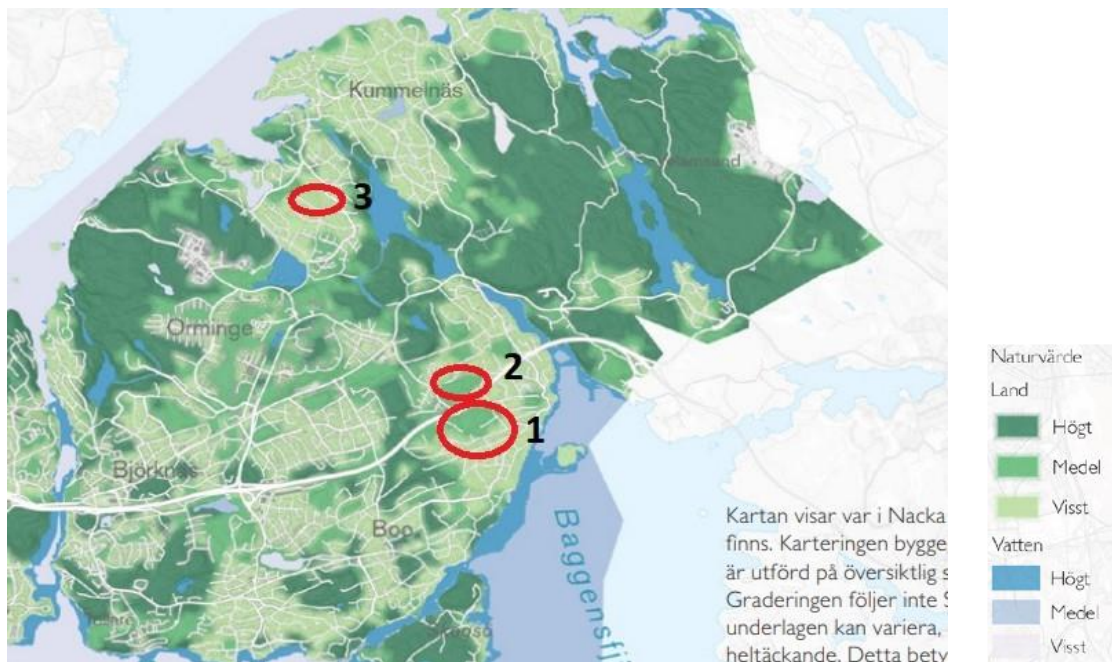 Kummelnäs
3
Orminge
2
1
Björknäs
Boo
Baggensfj
Kartan visar var i Nacka
finns. Karteringen bygge
är utförd på översiktlig s
Graderingen följer inte S
underlagen kan variera,
heltäckande. Detta bety
Naturvärde
Land
Högt
Medel
Visst
Vatten
Högt
Medel
Visst